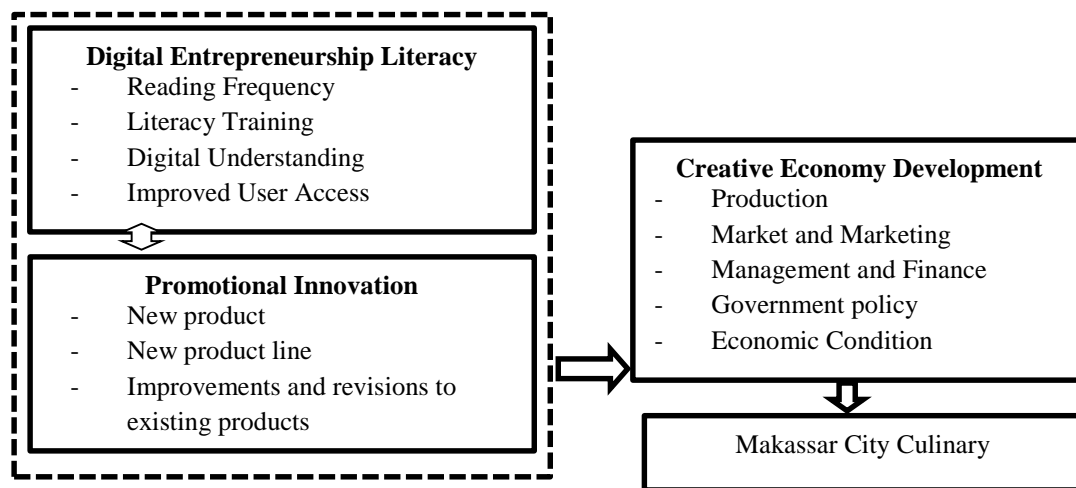 Digital Entrepreneurship Literacy
- Reading Frequency
- Literacy Training
- Digital Understanding
- Improved User Access
Promotional Innovation
- New product
- New product line
- Improvements and revisions to
existing products
Creative Economy Development
- Production
- Market and Marketing
- Management and Finance
- Government policy
- Economic Condition
Makassar City Culinary